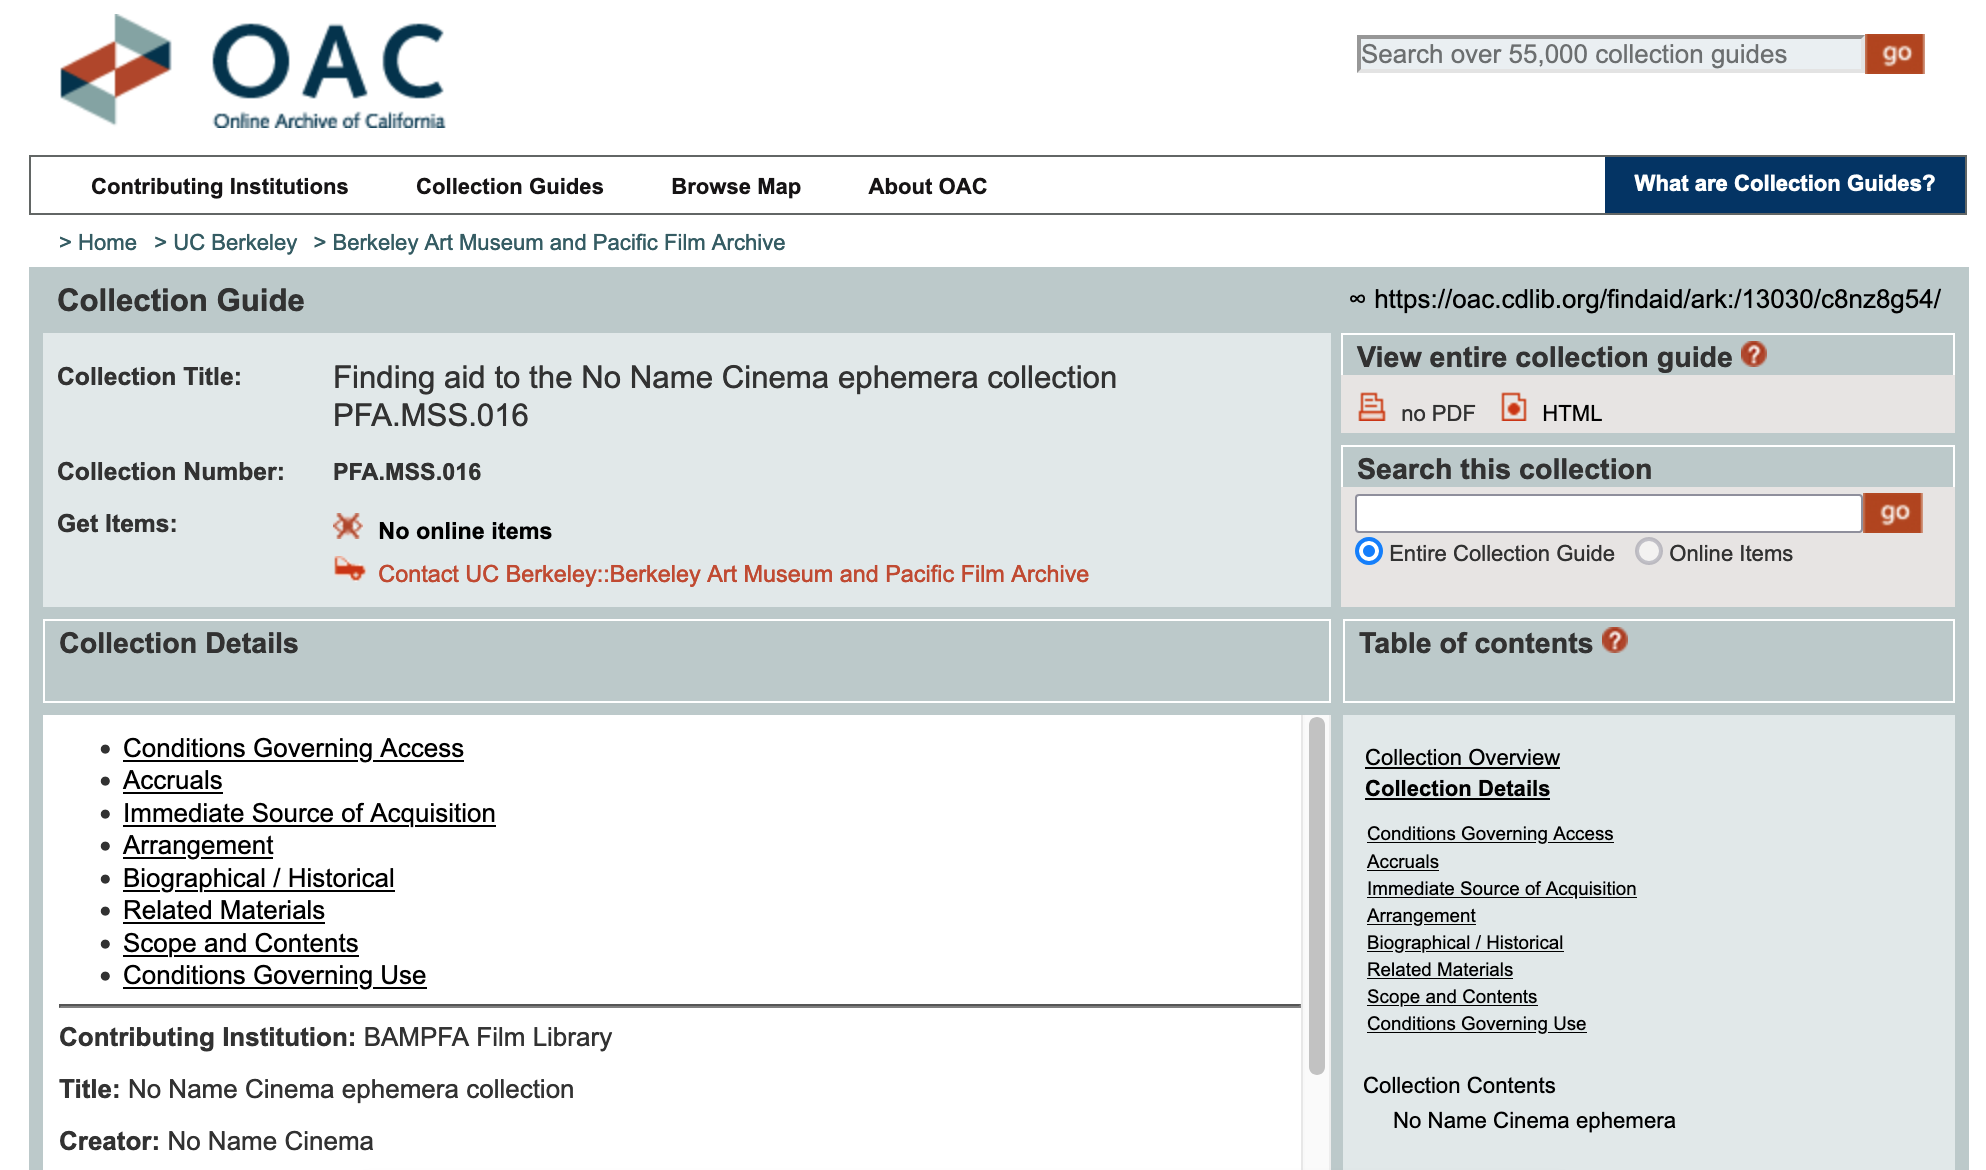 OAC
Online Archive of California
Search over 55,000 collection guides
go
Contributing Institutions
Collection Guides
Browse Map
About OAC
What are Collection Guides?
> Home > UC Berkeley > Berkeley Art Museum and Pacific Film Archive
Collection Guide
∞ https://oac.cdlib.org/findaid/ark:/13030/c8nz8g54/
Collection Title:
Finding aid to the No Name Cinema ephemera collection
PFA.MSS.016
Collection Number:
PFA.MSS.016
Get Items:
No online items
Contact UC Berkeley::Berkeley Art Museum and Pacific Film Archive
View entire collection guide ?
no PDF
HTML
Search this collection
go
Entire Collection Guide
Online Items
Collection Details
Conditions Governing Access
Accruals
Immediate Source of Acquisition
Arrangement
Biographical / Historical
Related Materials
Scope and Contents
Conditions Governing Use
Contributing Institution: BAMPFA Film Library
Title: No Name Cinema ephemera collection
Creator: No Name Cinema
Table of contents ?
Collection Overview
Collection Details
Conditions Governing Access
Accruals
Immediate Source of Acquisition
Arrangement
Biographical / Historical
Related Materials
Scope and Contents
Conditions Governing Use
Collection Contents
No Name Cinema ephemera